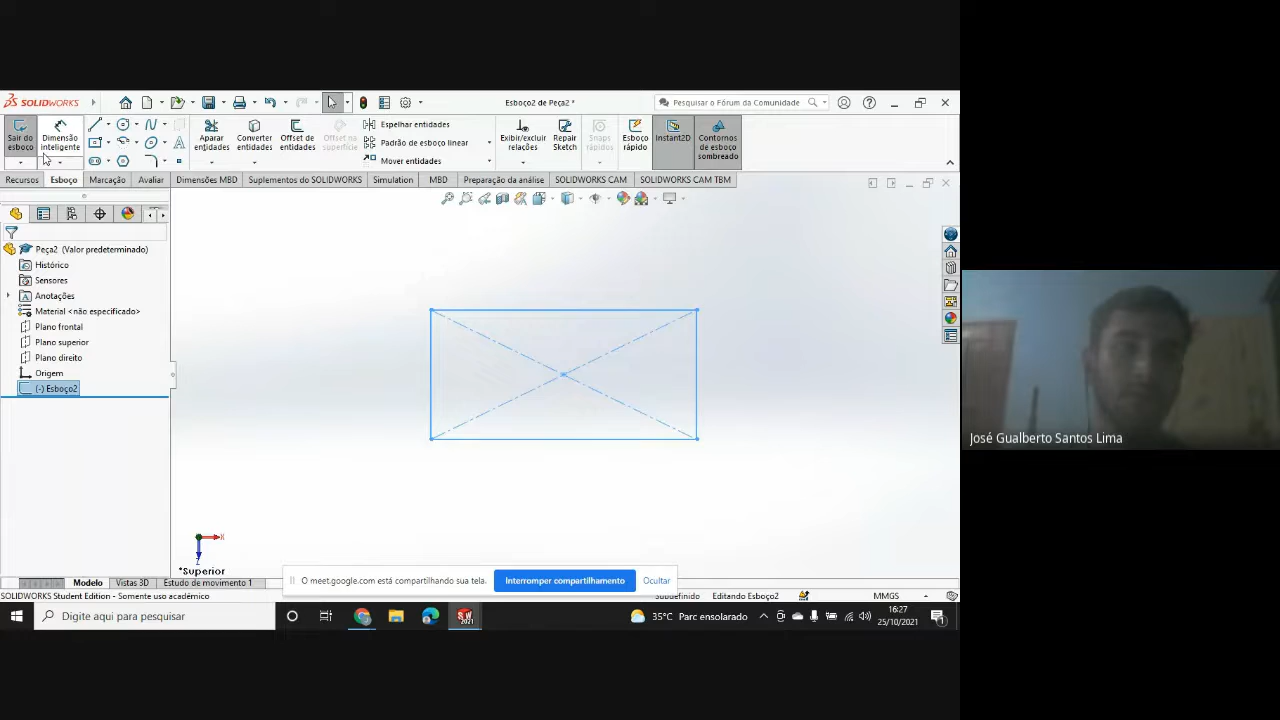 SOLIDWORKS
Esboço2 de Peça2 *
Pesquisar o Fórum da Comunidade
Sair do esboço
Dimensão inteligente
Aparar entidades
Converter entidades
Offset de entidades
Offset na superfície
Espelhar entidades
Padrão de esboço linear
Mover entidades
Exibir/excluir relações
Repair Sketch
Snaps rápidos
Esboço rápido
Instant2D
Contornos de esboço sombreado
Recursos
Esboço
Marcação
Avaliar
Dimensões MBD
Suplementos do SOLIDWORKS
Simulation
MBD
Preparação da análise
SOLIDWORKS CAM
SOLIDWORKS CAM TBM
Peça2 (Valor predeterminado)
Histórico
Sensores
Anotações
Material <não especificado>
Plano frontal
Plano superior
Plano direito
Origem
(-) Esboço2
José Gualberto Santos Lima
X
Z
*Superior
O meet.google.com está compartilhando sua tela.
Interromper compartilhamento
Ocultar
Modelo
Vistas 3D
Estudo de movimento 1
SOLIDWORKS Student Edition - Somente uso acadêmico
Editando Esboço2
MMGS
Digite aqui para pesquisar
35°C Parc ensolarado
16:27
25/10/2021